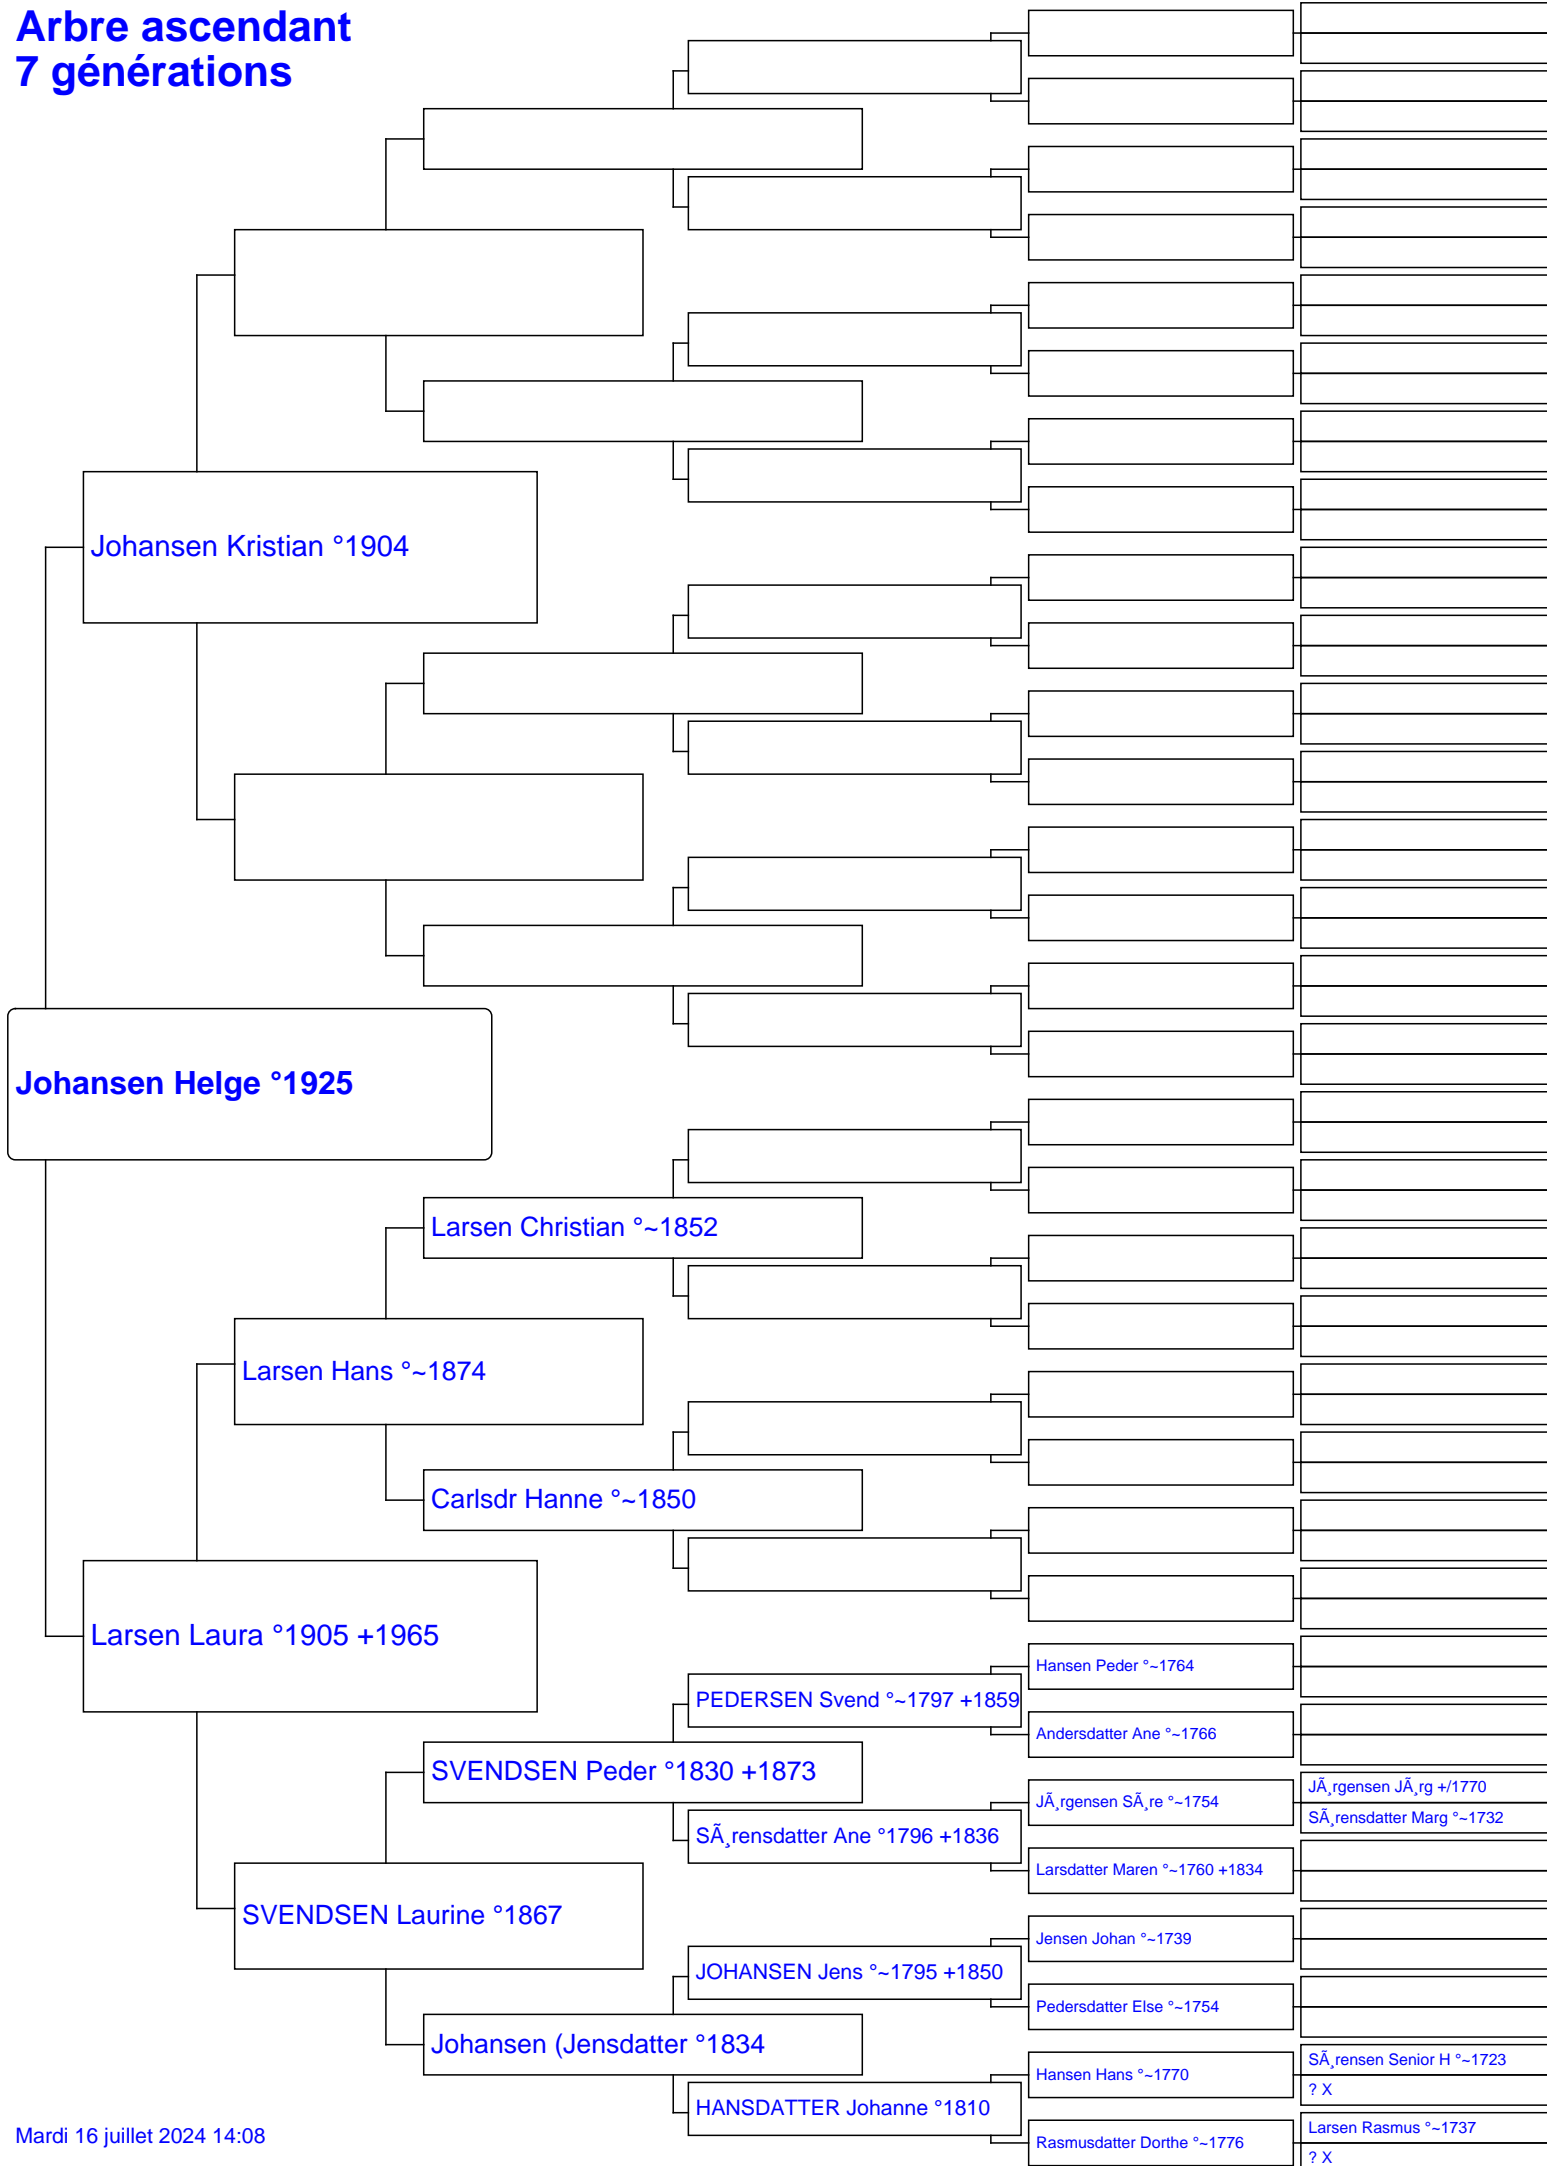 Arbre ascendant
7 générations
Johansen Kristian °1904
Johansen Helge °1925
Larsen Christian °~1852
Larsen Hans °~1874
Carlsdr Hanne °~1850
Larsen Laura °1905 +1965
Hansen Peder °~1764
PEDERSEN Svend °~1797 +1859
Andersdatter Ane °~1766
SVENDSEN Peder °1830 +1873
JÃ¸rgensen JÃ¸rg +/1770
JÃ¸rgensen SÃ¸re °~1754
SÃ¸rensdatter Marg °~1732
SÃ¸rensdatter Ane °1796 +1836
Larsdatter Maren °~1760 +1834
SVENDSEN Laurine °1867
Jensen Johan °~1739
JOHANSEN Jens °~1795 +1850
Pedersdatter Else °~1754
Johansen (Jensdatter °1834
SÃ¸rensen Senior H °~1723
Hansen Hans °~1770
? X
HANSDATTER Johanne °1810
Larsen Rasmus °~1737
Rasmusdatter Dorthe °~1776
? X
Mardi 16 juillet 2024 14:08